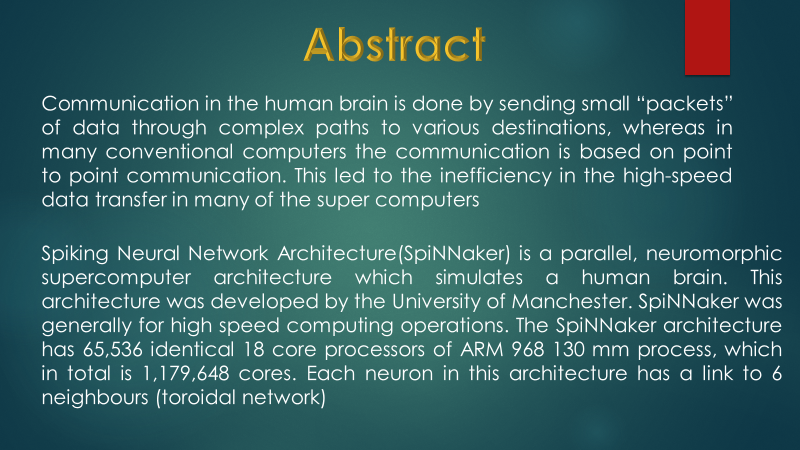 Abstract
Communication in the human brain is done by sending small “packets”
of data through complex paths to various destinations, whereas in
many conventional computers the communication is based on point
to point communication. This led to the inefficiency in the high-speed
data transfer in many of the super computers
Spiking Neural Network Architecture(SpiNNaker) is a parallel, neuromorphic
supercomputer architecture which simulates a human brain. This
architecture was developed by the University of Manchester. SpiNNaker was
generally for high speed computing operations. The SpiNNaker architecture
has 65,536 identical 18 core processors of ARM 968 130 mm process, which
in total is 1,179,648 cores. Each neuron in this architecture has a link to 6
neighbours (toroidal network)